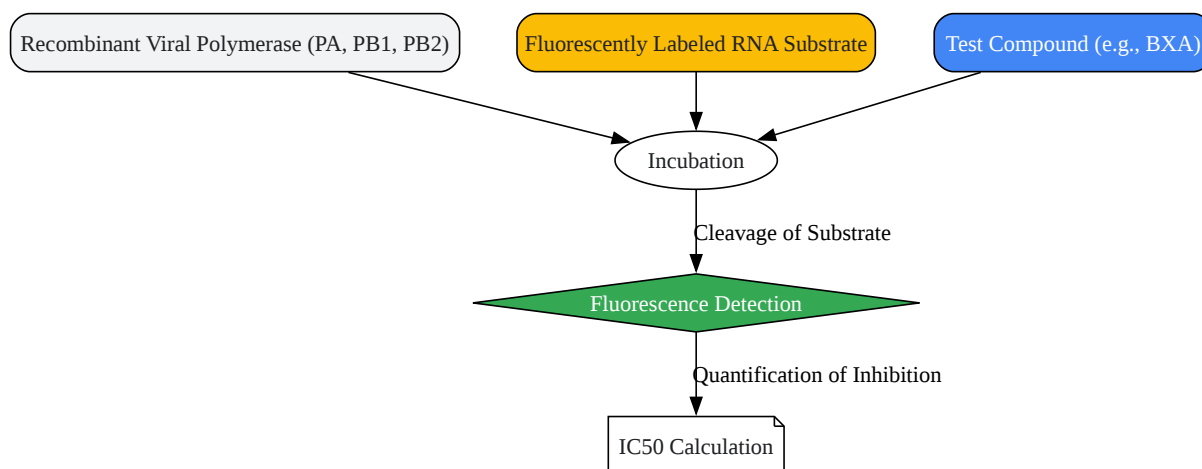 Recombinant Viral Polymerase (PA, PB1, PB2)
Fluorescently Labeled RNA Substrate
Test Compound (e.g., BXA)
Incubation
Cleavage of Substrate
Fluorescence Detection
Quantification of Inhibition
IC50 Calculation